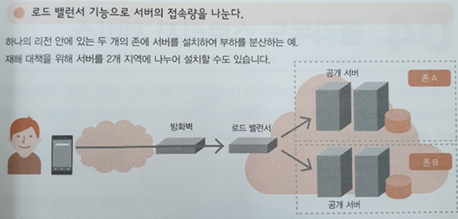 로드 밸런서 기능으로 서버의 접속량을 나눈다.
하나의 리전 안에 있는 두 개의 존에 서버를 설치하여 부하를 분산하는 예.
재해 대책을 위해 서버를 2개 지역에 나누어 설치할 수도 있습니다.
공개 서버
존 A
방화벽
로드 밸런서
존 B
공개 서버